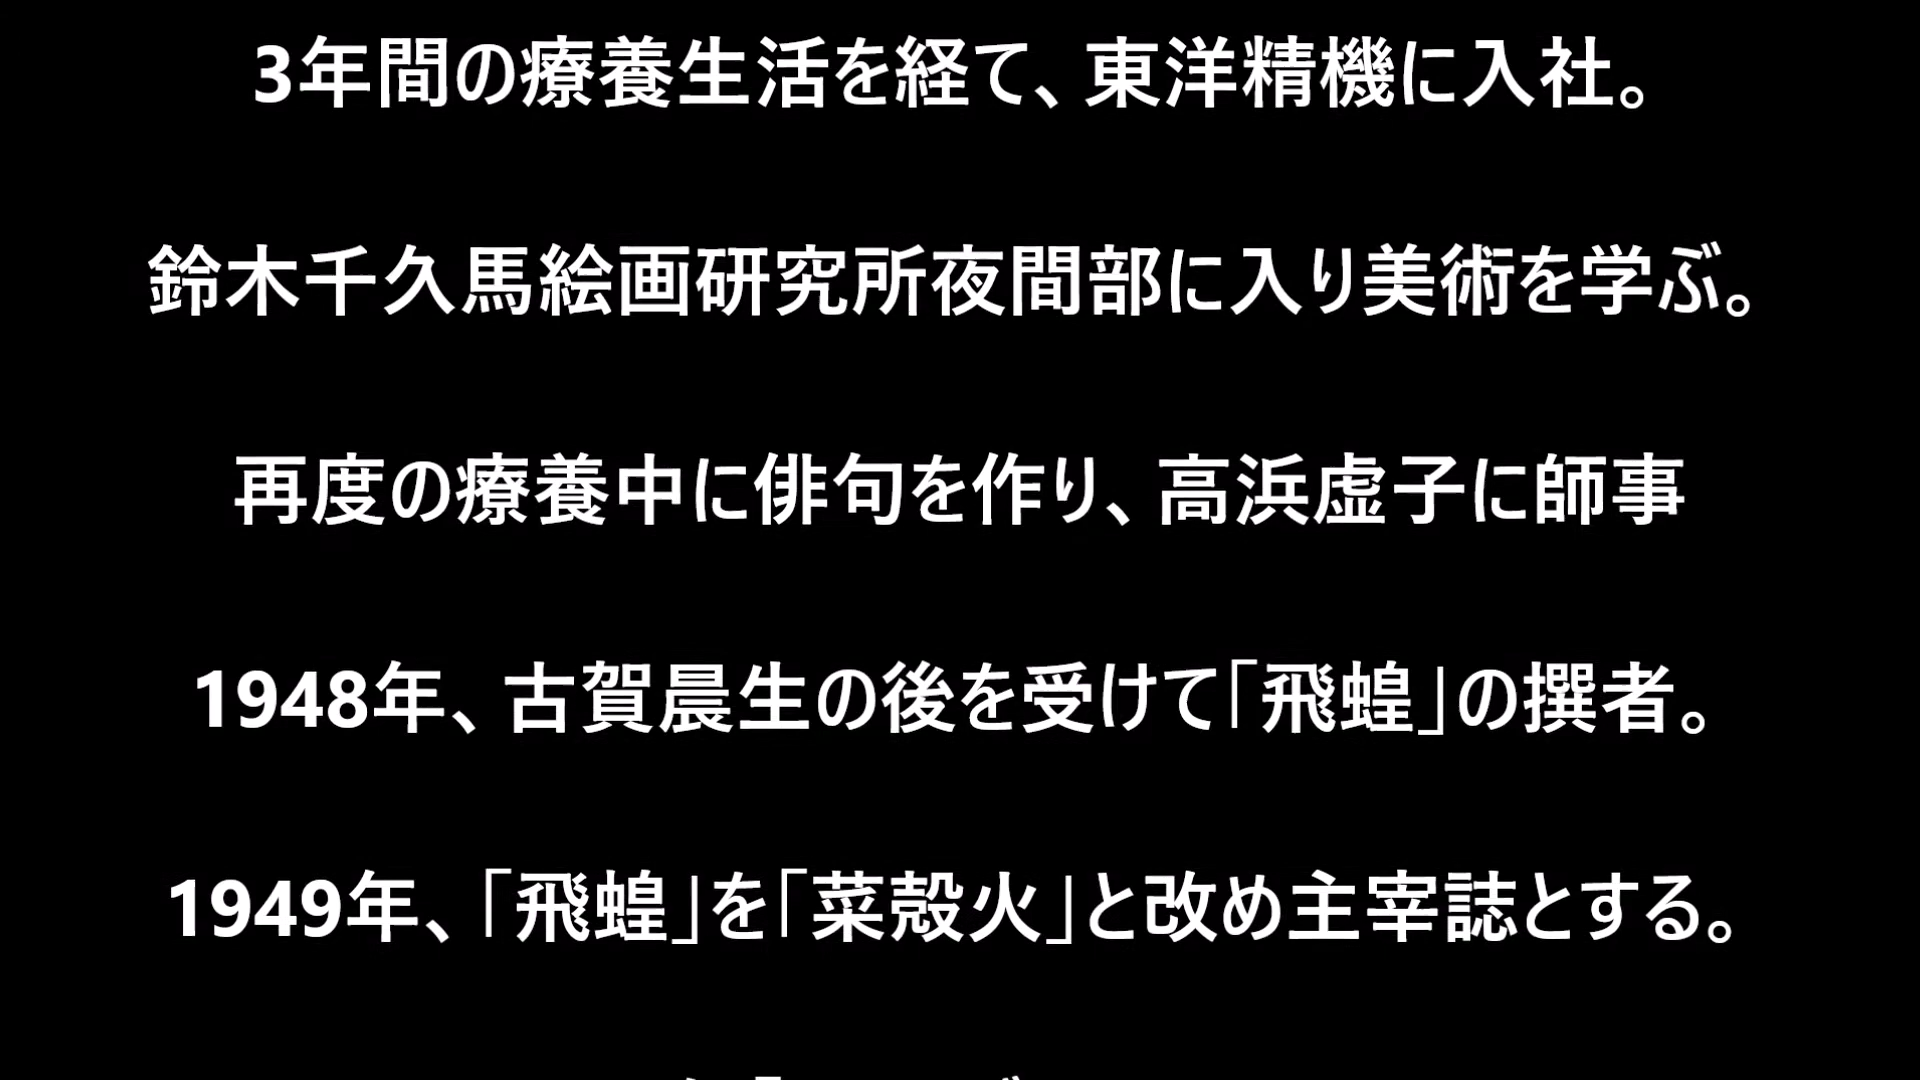 3年間の療養生活を経て、東洋精機に入社。
鈴木千久馬絵画研究所夜間部に入り美術を学ぶ。
再度の療養中に俳句を作り、高浜虚子に師事
1948年、古賀晨生の後を受けて「飛蝗」の撰者。
1949年、「飛蝗」を「菜殻火」と改め主宰誌とする。